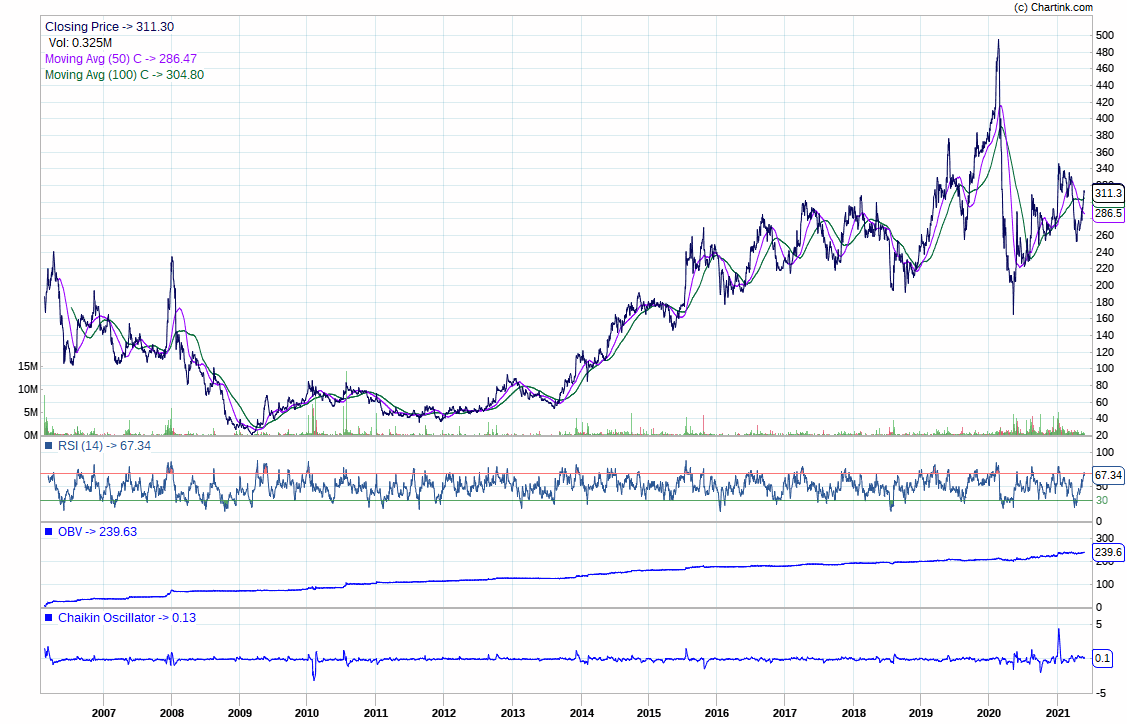 (c) Chartink.com
Closing Price -> 311.30
Vol: 0.325M
Moving Avg (50) C -> 286.47
Moving Avg (100) C -> 304.80
500
480
460
440
420
400
380
360
340
311.3
286.5
260
240
220
200
180
160
140
120
100
80
60
40
20
15M
10M
5M
0M
RSI (14) -> 67.34
100
67.34
50
30
0
OBV -> 239.63
300
239.6
200
100
0
Chaikin Oscillator -> 0.13
5
0.1
-5
2007 2008 2009 2010 2011 2012 2013 2014 2015 2016 2017 2018 2019 2020 2021